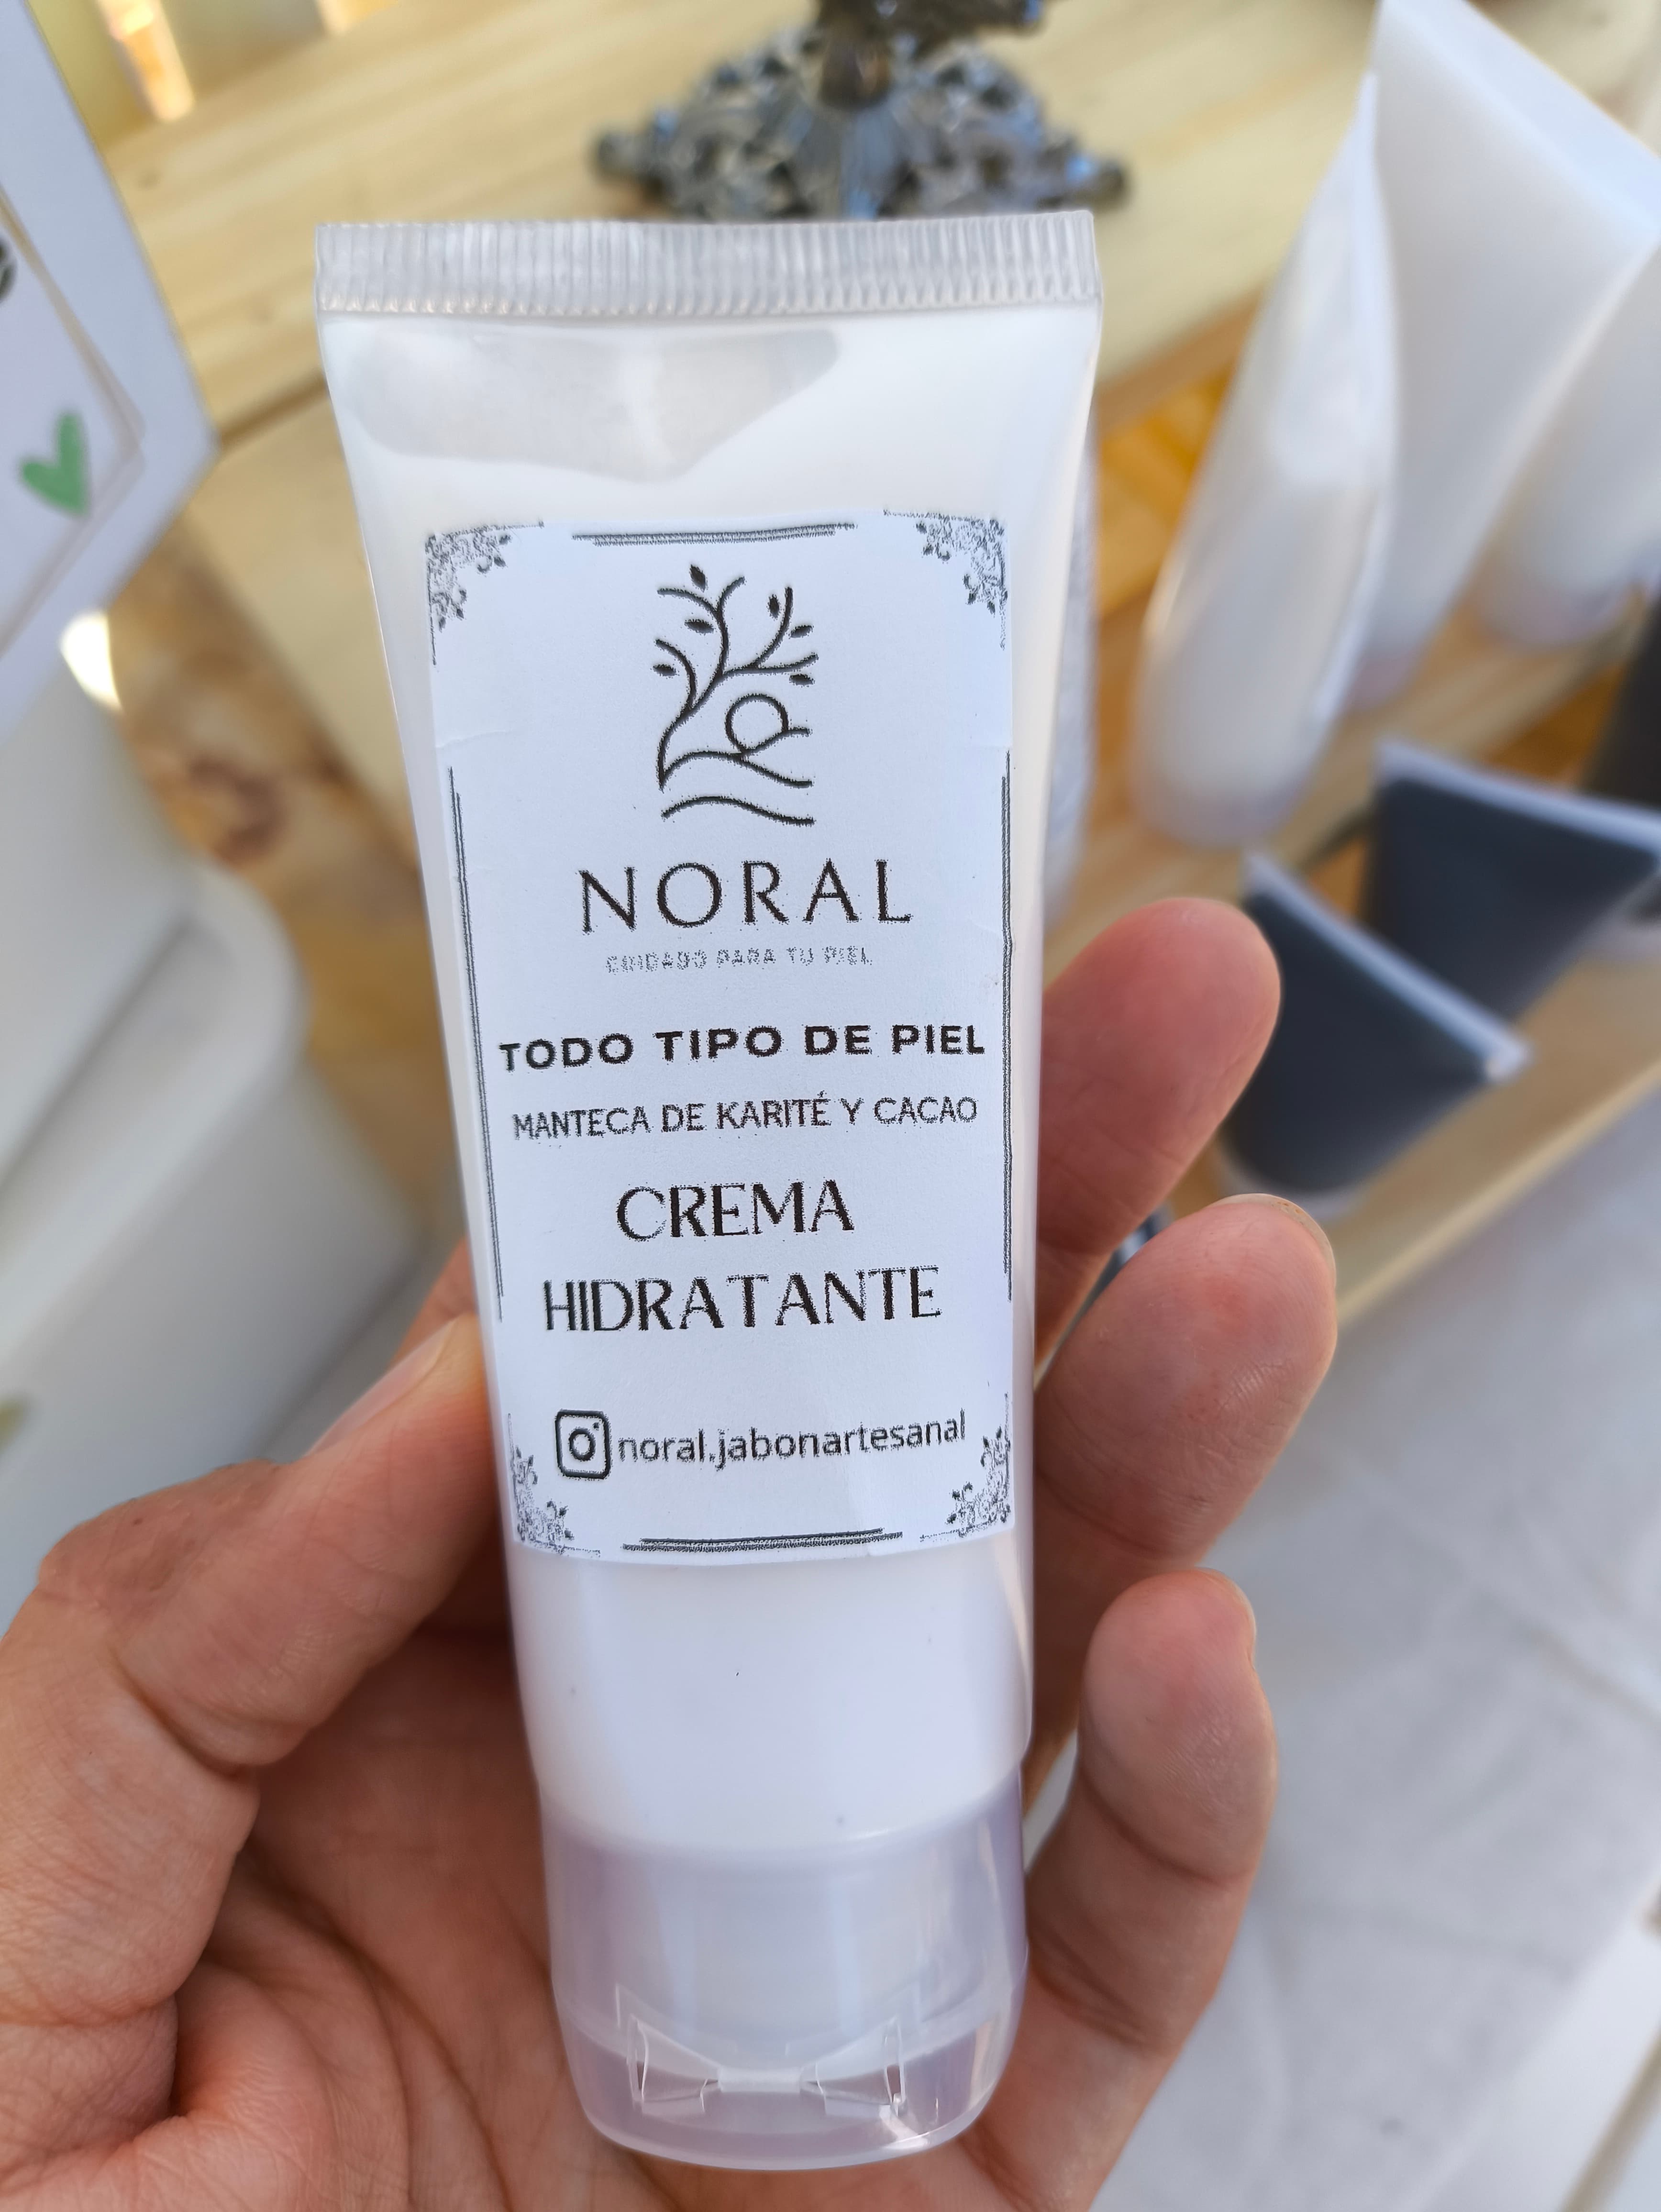 NORAL
CUIDADO PARA TU PIEL
TODO TIPO DE PIEL
MANTECA DE KARITÉ Y CACAO
CREMA
HIDRATANTE
noral.jabonartesanal